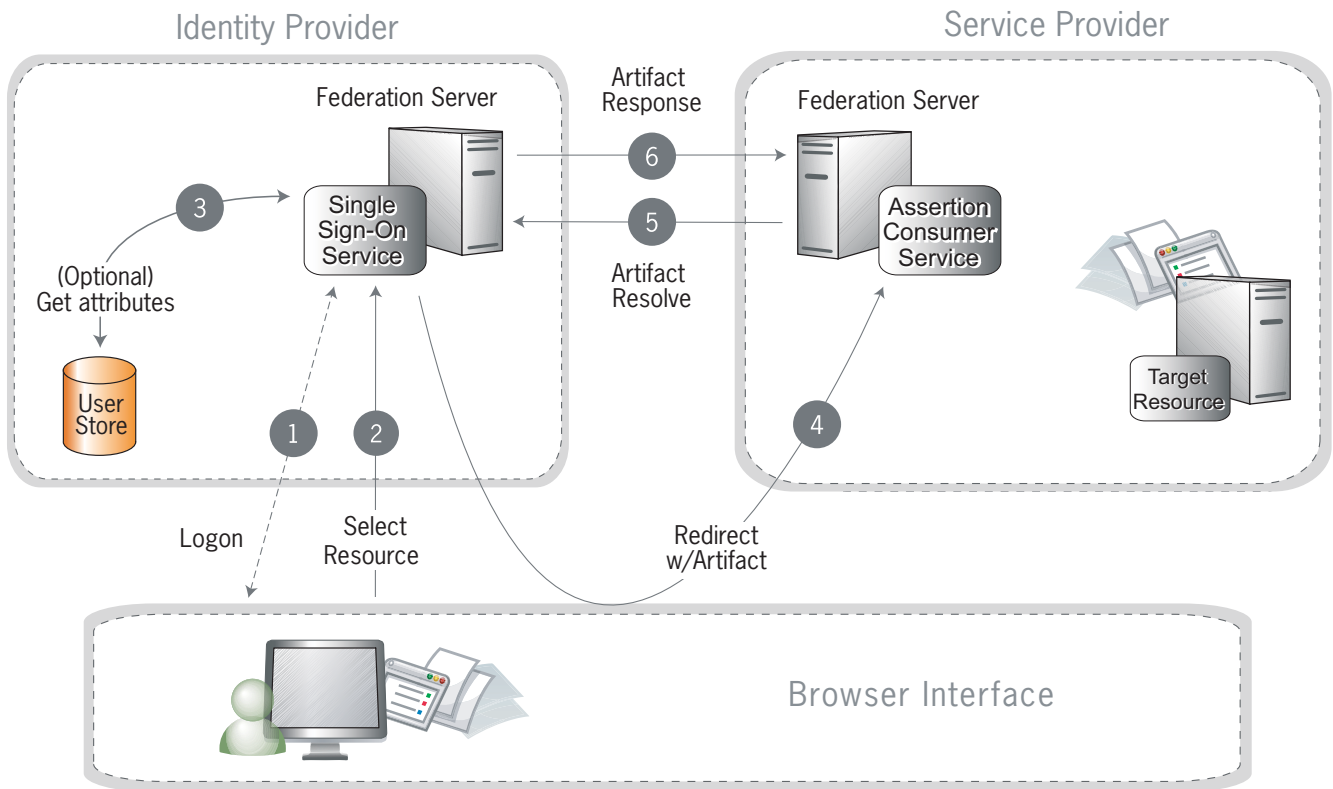 Identity Provider
Service Provider
Federation Server
Artifact
Response
Federation Server
6
3
Single
Sign-On
Service
5
Assertion
Consumer
Service
(Optional)
Get attributes
Artifact
Resolve
User
Store
1
2
4
Target
Resource
Logon
Select
Resource
Redirect
w/Artifact
Browser Interface